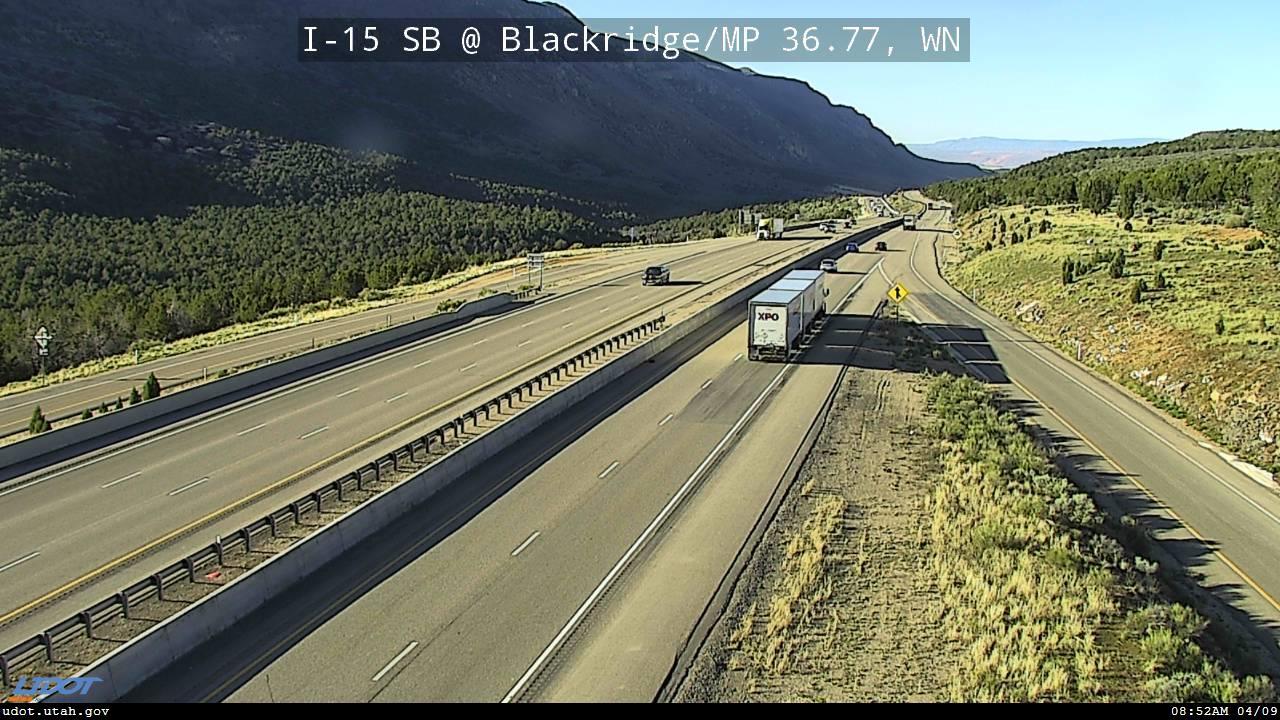 I-15 SB @ Blackridge/MP 36.77, WN
XPO
UDOT
udot.utah.gov
08:52AM 04/09